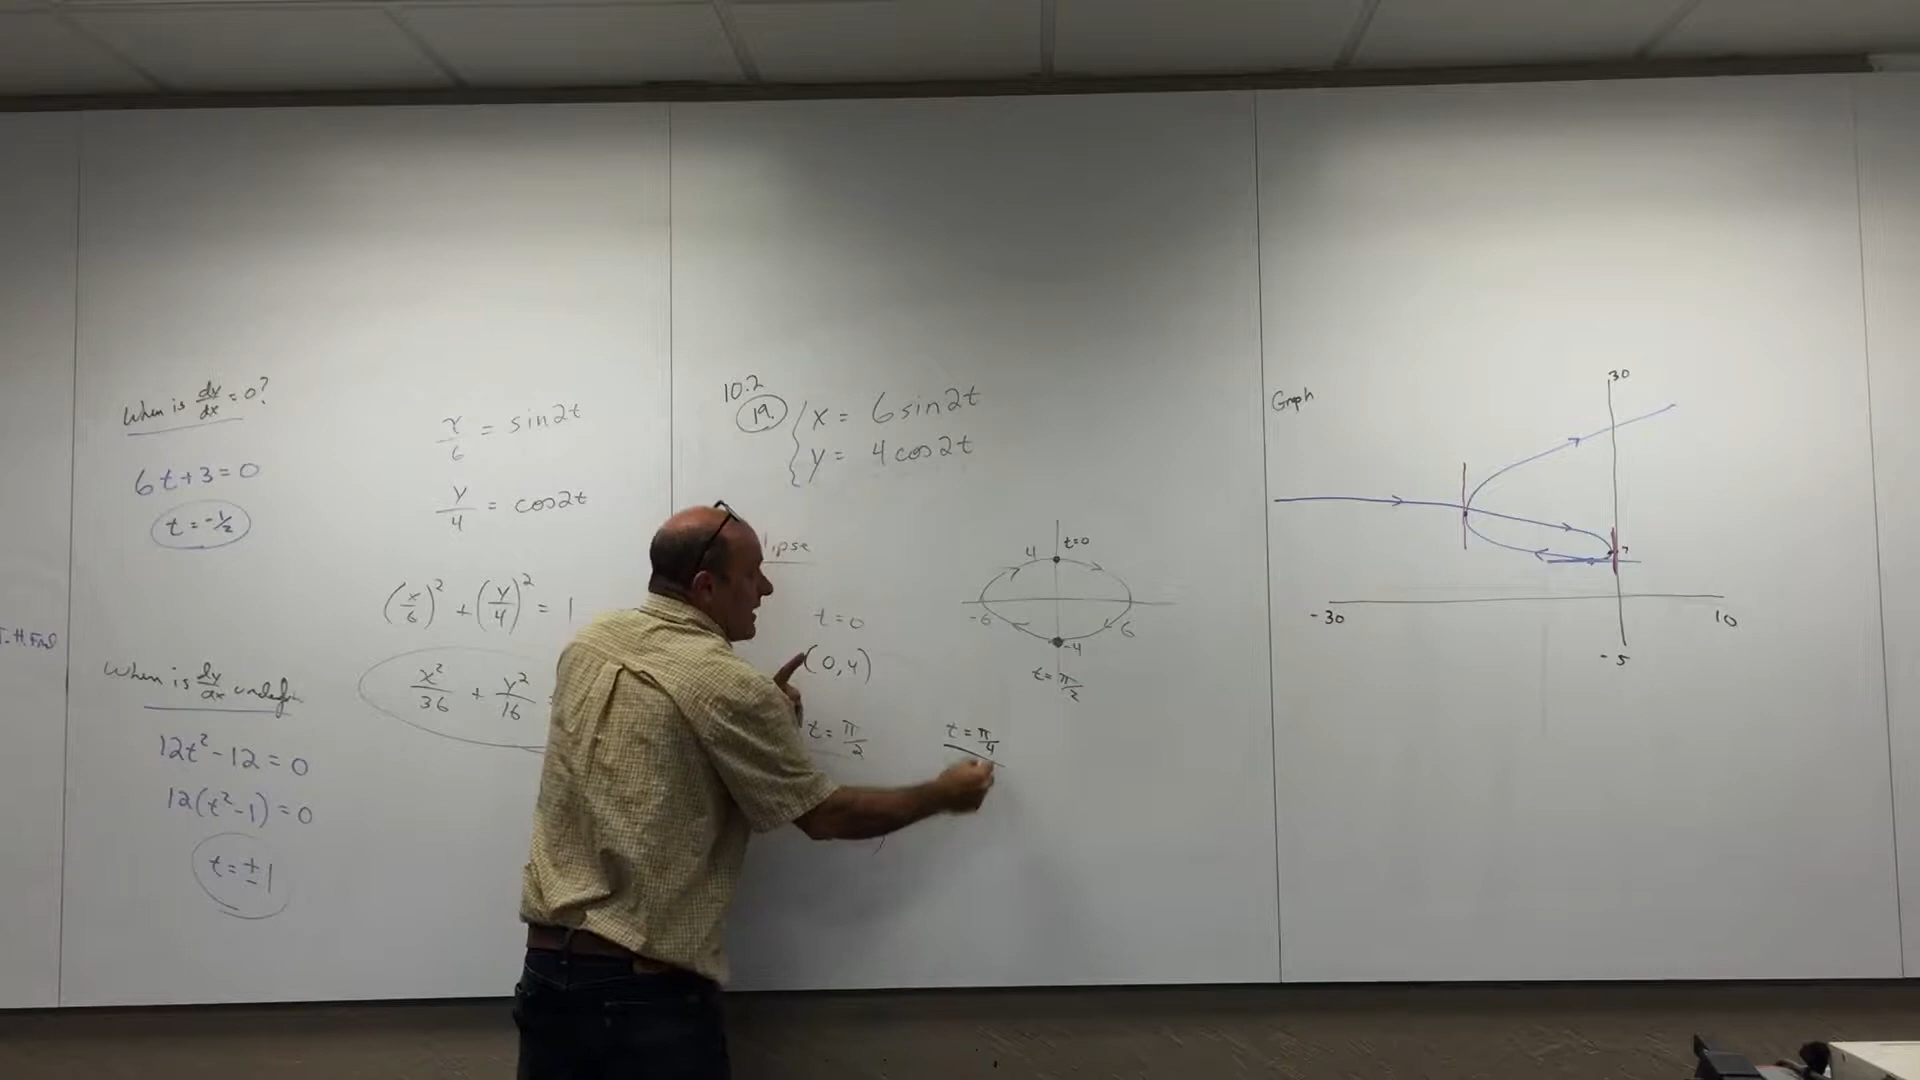 When is dy/dx = 0?
6t+3=0
t = -1/2
When is dy/dx
12t²-12=0
12(t²-1)=0
t = ±1
x/6 = sin2t
y/4 = cos2t
(x/6)² + (y/4)² = 1
x²/36 + y²/16 =
10.2
19.
x = 6sin2t
y = 4cos2t
t=0
(0,4)
t = π/2
t = π/4
4
t=0
-6
6
-4
t = π/2
Graph
30
-30
10
-5